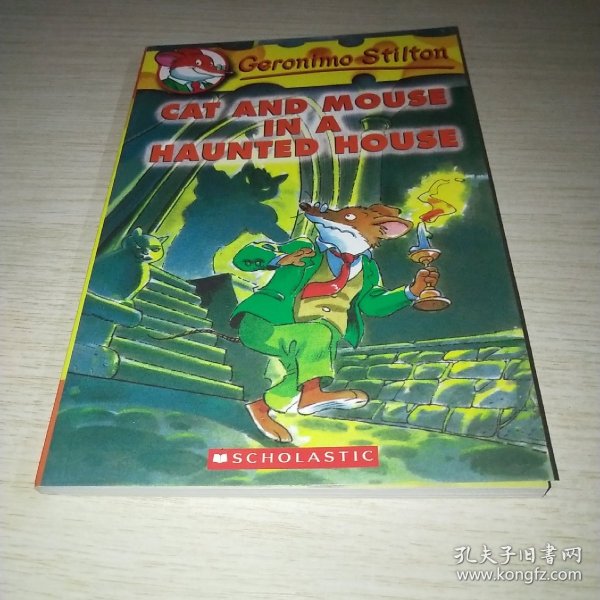 Geronimo Stilton
CAT AND MOUSE
IN A
HAUNTED HOUSE
SCHOLASTIC
孔夫子旧书网
www.kongfz.com